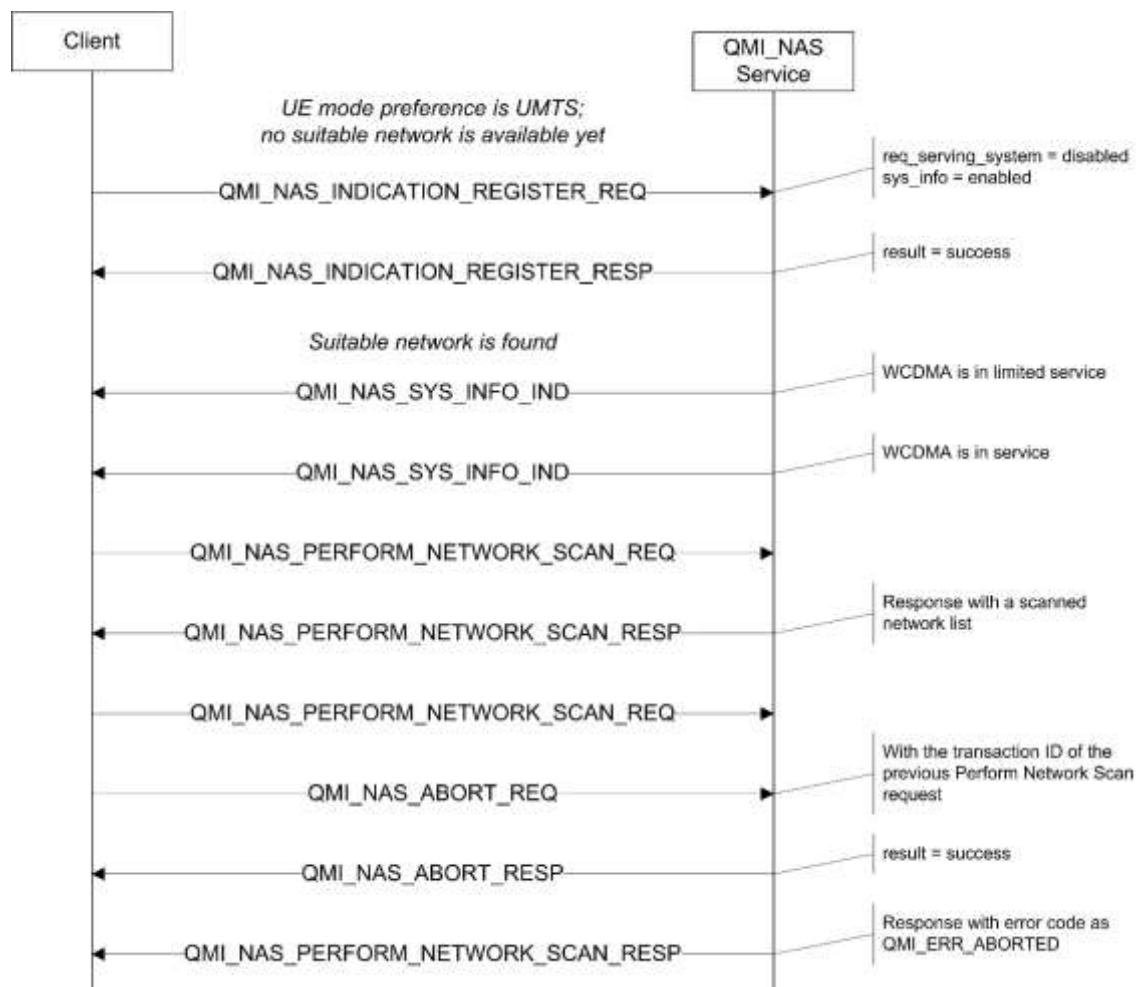 Client
QMI_NAS
Service
UE mode preference is UMTS;
no suitable network is available yet
req_serving_system = disabled
sys_info = enabled
QMI_NAS_INDICATION_REGISTER_REQ
result = success
QMI_NAS_INDICATION_REGISTER_RESP
Suitable network is found
WCDMA is in limited service
QMI_NAS_SYS_INFO_IND
WCDMA is in service
QMI_NAS_SYS_INFO_IND
QMI_NAS_PERFORM_NETWORK_SCAN_REQ
Response with a scanned
network list
QMI_NAS_PERFORM_NETWORK_SCAN_RESP
QMI_NAS_PERFORM_NETWORK_SCAN_REQ
With the transaction ID of the
previous Perform Network Scan
request
QMI_NAS_ABORT_REQ
result = success
QMI_NAS_ABORT_RESP
Response with error code as
QMI_ERR_ABORTED
QMI_NAS_PERFORM_NETWORK_SCAN_RESP